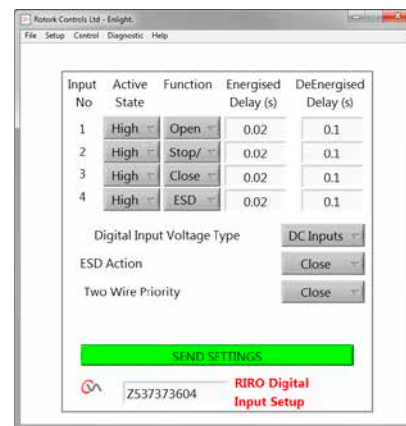 Rotork Controls Ltd - Enlight.
File Setup Control Diagnostic Help
Input No Active State Function Energised Delay (s) DeEnergised Delay (s)
1 High Open 0.02 0.1
2 High Stop/ 0.02 0.1
3 High Close 0.02 0.1
4 High ESD 0.02 0.1
Digital Input Voltage Type DC Inputs
ESD Action Close
Two Wire Priority Close
SEND SETTINGS
Z537373604 RIRO Digital
Input Setup